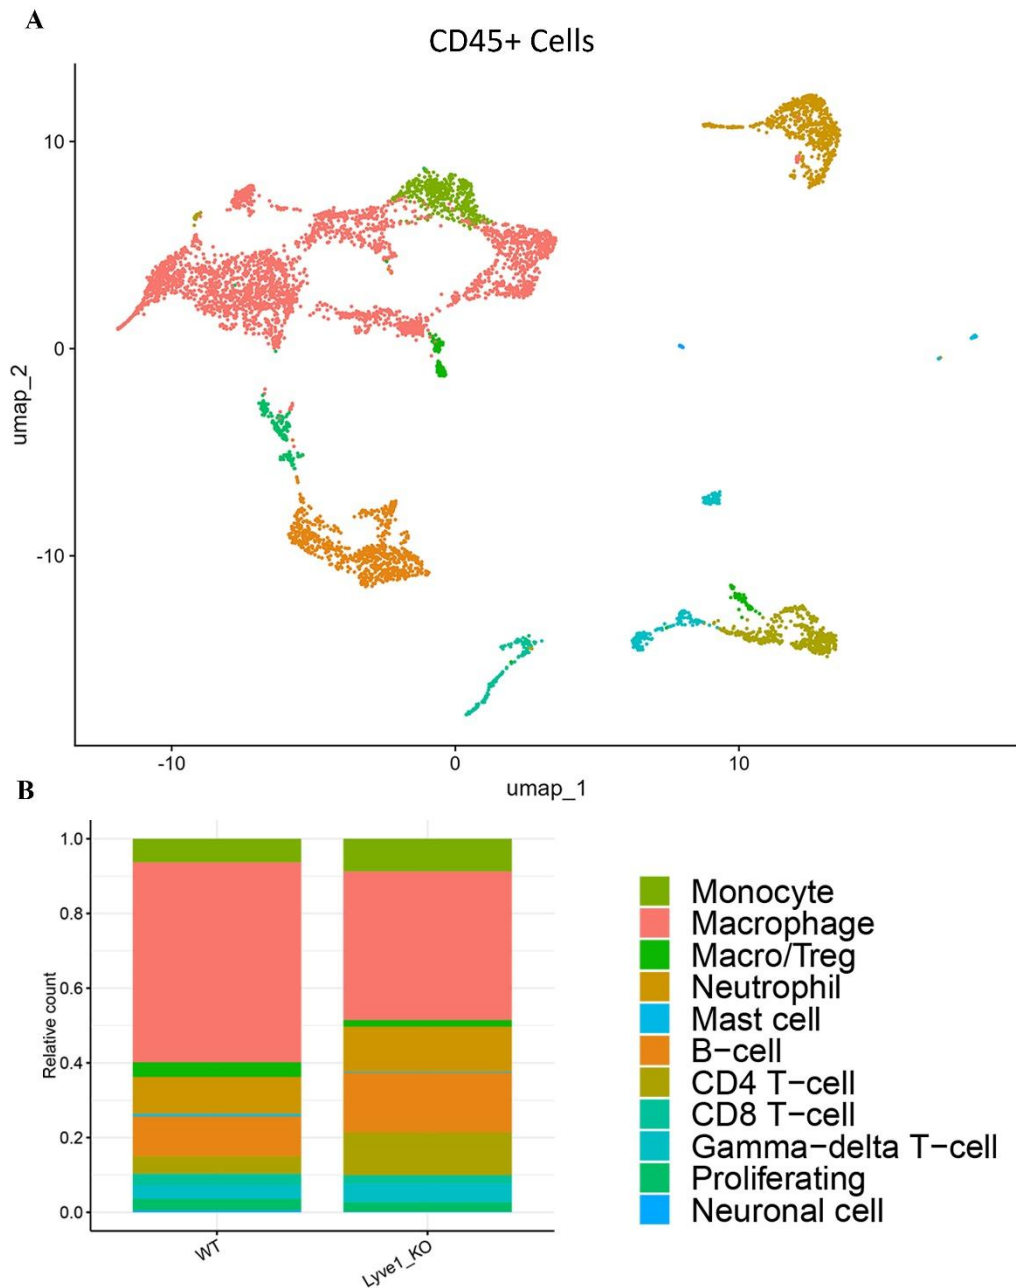 A
CD45+ Cells
10
0
-10
umap_2
-10
0
10
umap_1
B
1.0
0.8
0.6
0.4
0.2
0.0
Relative count
WT
Lyve1_KO
Monocyte
Macrophage
Macro/Treg
Neutrophil
Mast cell
B−cell
CD4 T−cell
CD8 T−cell
Gamma−delta T−cell
Proliferating
Neuronal cell